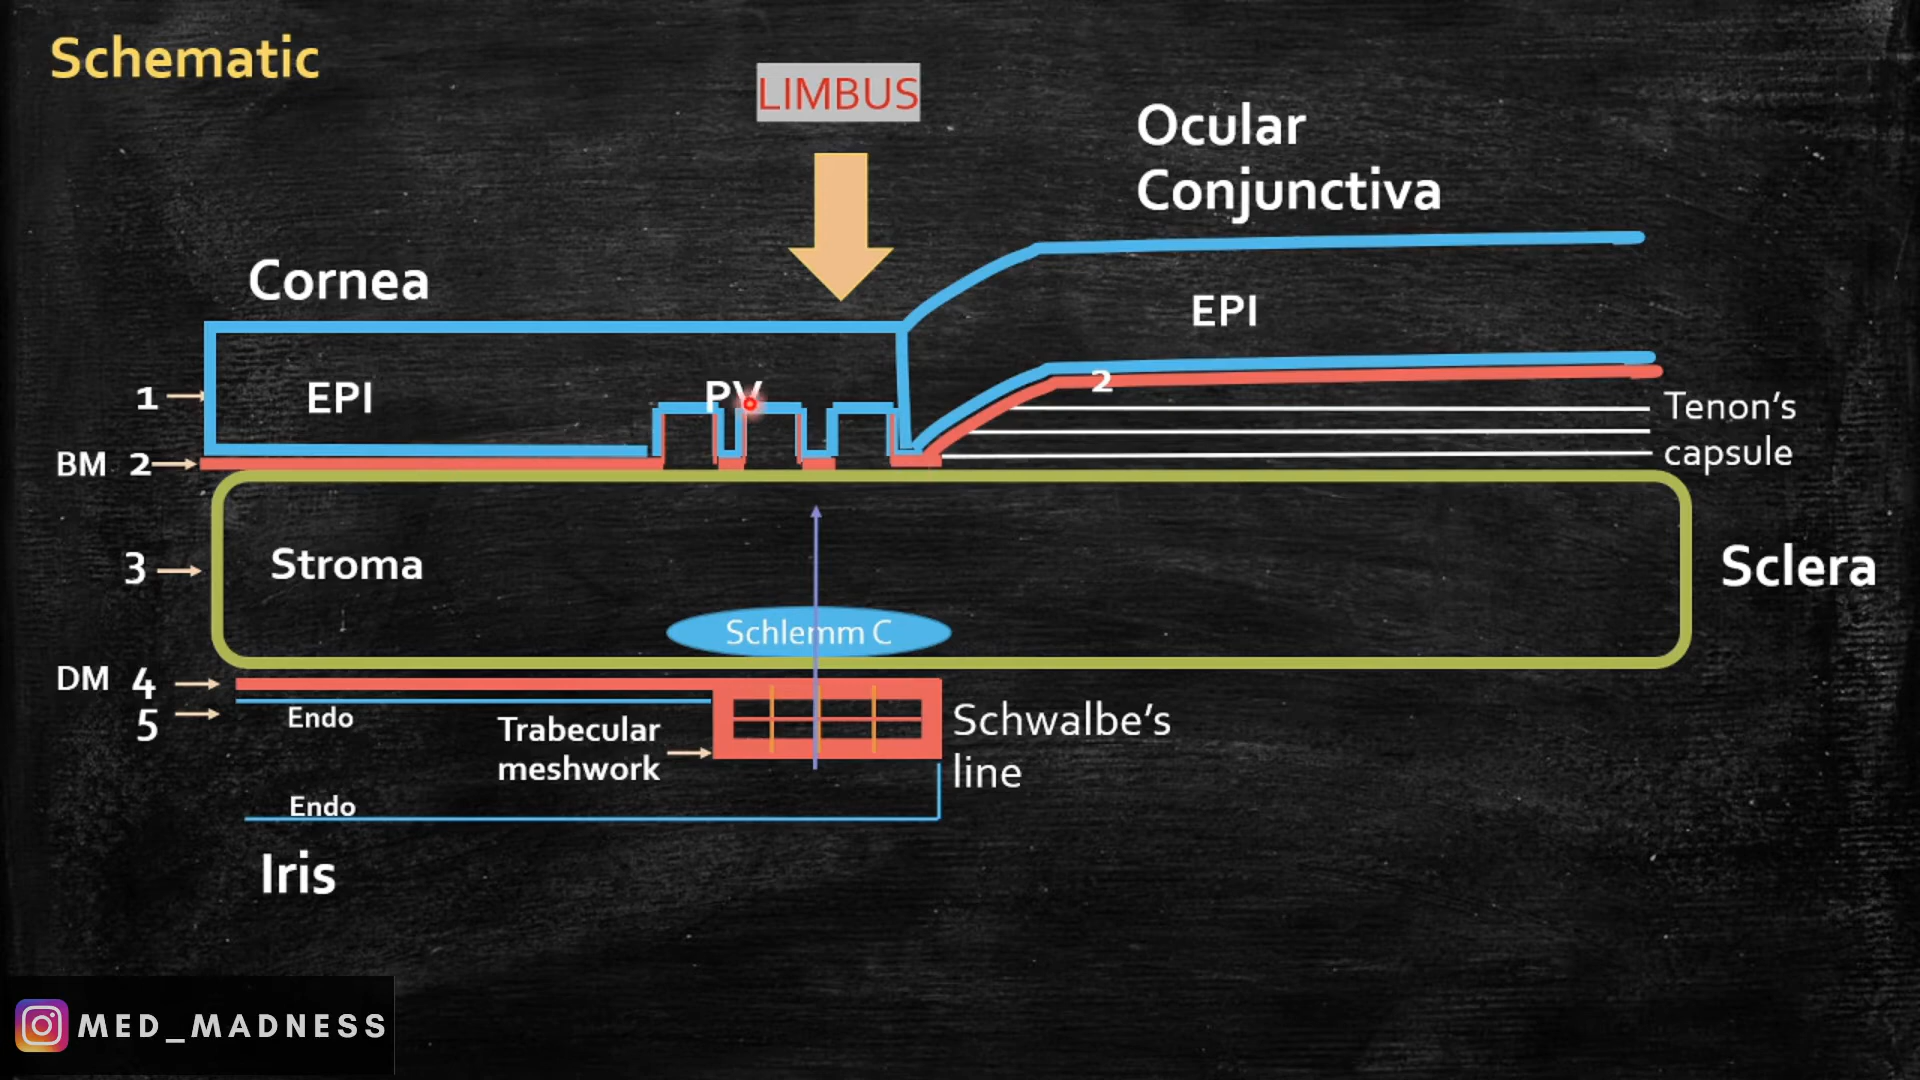 Schematic
LIMBUS
Ocular
Conjunctiva
Cornea
EPI
1
EPI
PV
2
Tenon's
capsule
BM 2
3
Stroma
Sclera
Schlemm C
DM 4
5
Endo
Trabecular
meshwork
Schwalbe's
line
Endo
Iris
MED_MADNESS